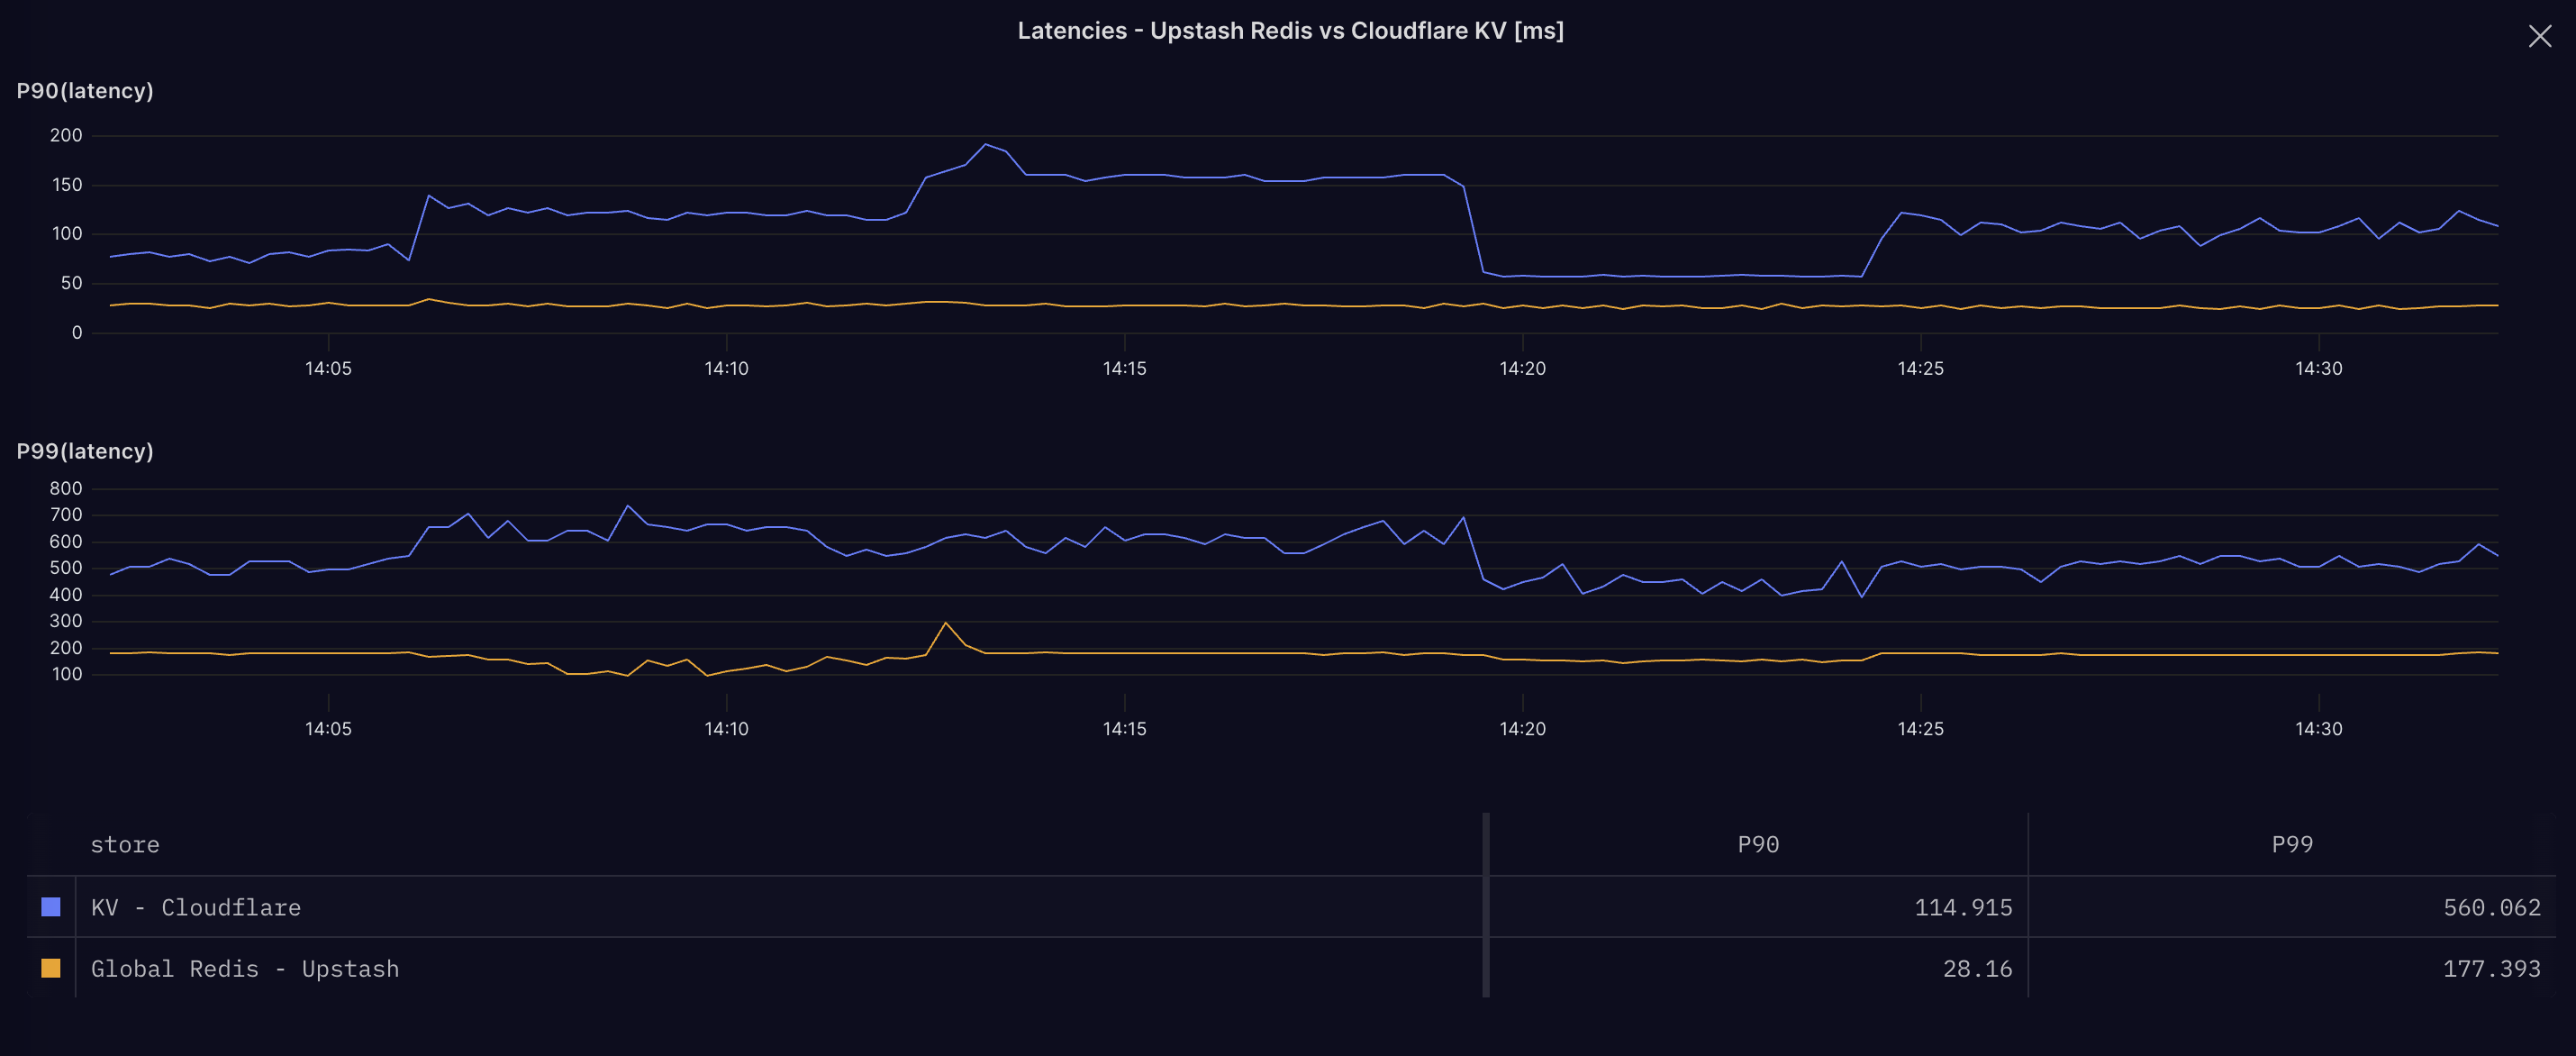 Latencies - Upstash Redis vs Cloudflare KV [ms]
P90(latency)
200
150
100
50
0
14:05 14:10 14:15 14:20 14:25 14:30
P99(latency)
800
700
600
500
400
300
200
100
14:05 14:10 14:15 14:20 14:25 14:30
store P90 P99
KV - Cloudflare 114.915 560.062
Global Redis - Upstash 28.16 177.393